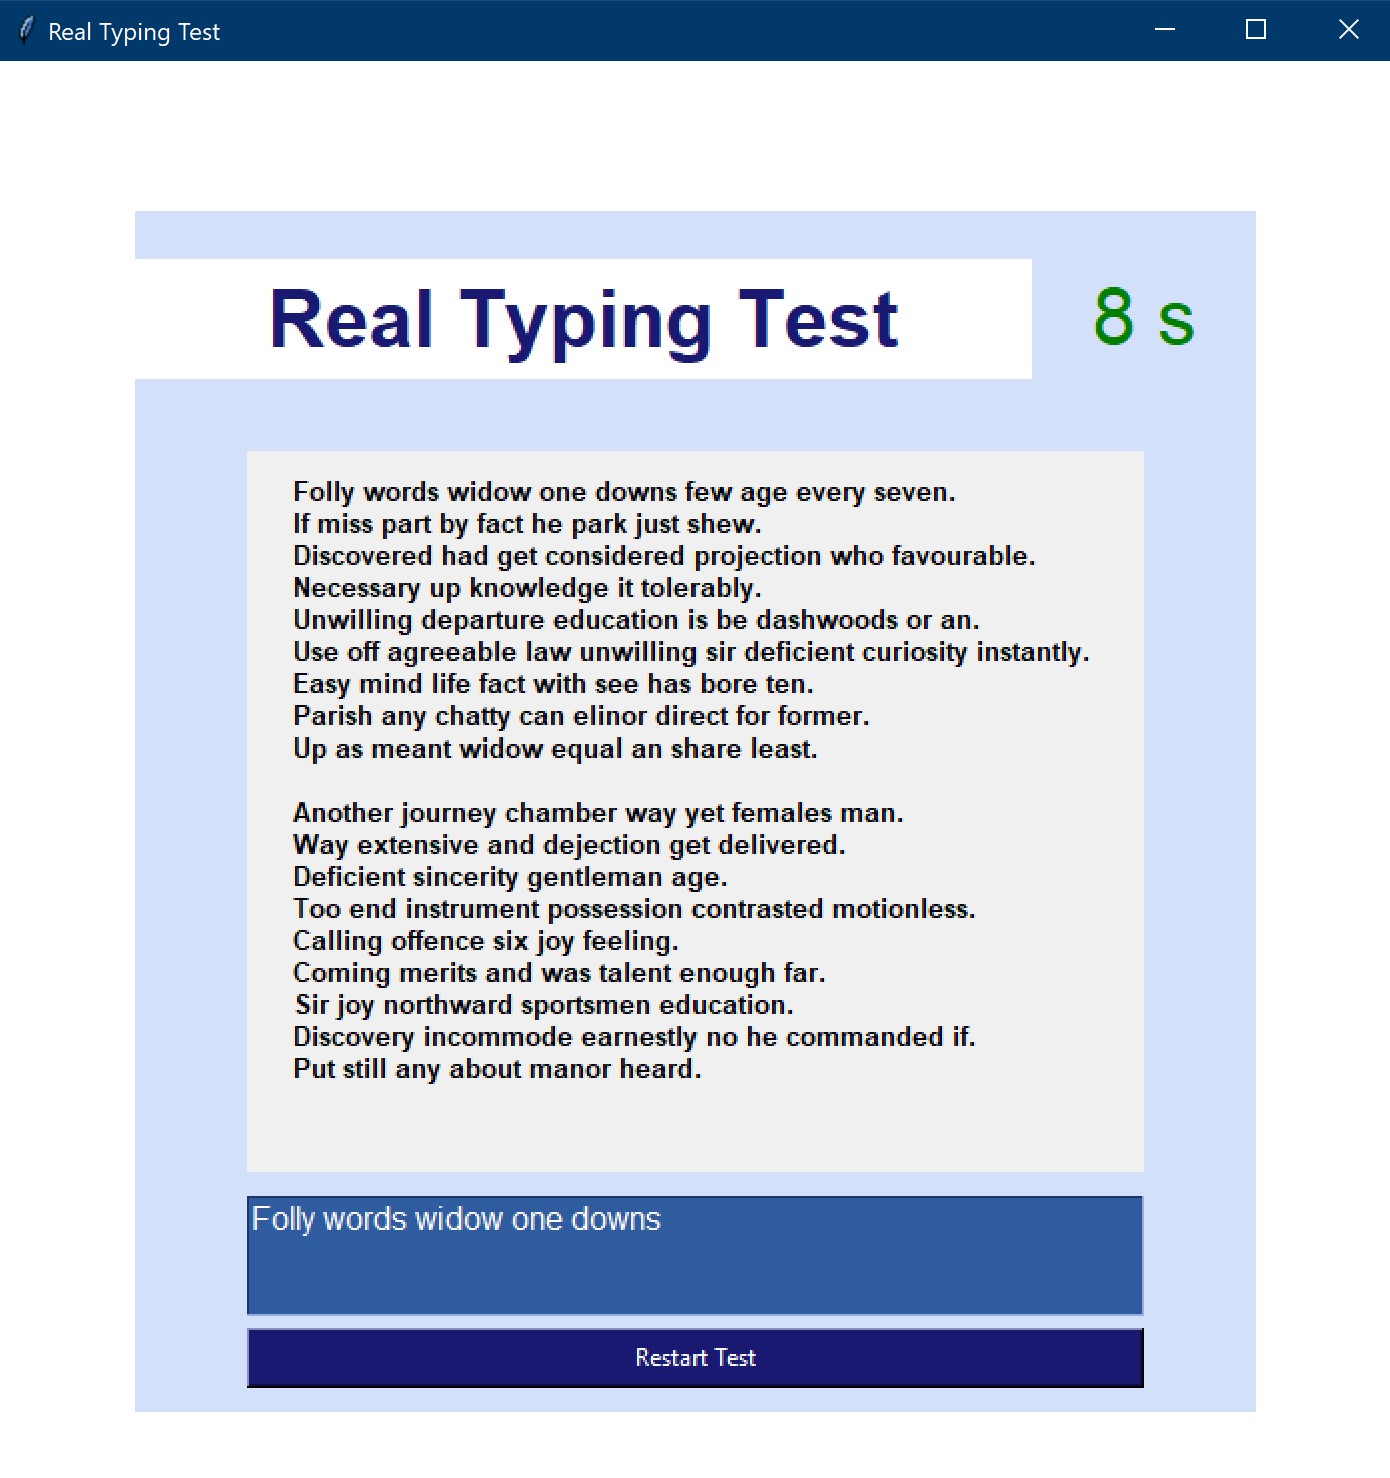 Real Typing Test
Real Typing Test
8 s
Folly words widow one downs few age every seven.
If miss part by fact he park just shew.
Discovered had get considered projection who favourable.
Necessary up knowledge it tolerably.
Unwilling departure education is be dashwoods or an.
Use off agreeable law unwilling sir deficient curiosity instantly.
Easy mind life fact with see has bore ten.
Parish any chatty can elinor direct for former.
Up as meant widow equal an share least.
Another journey chamber way yet females man.
Way extensive and dejection get delivered.
Deficient sincerity gentleman age.
Too end instrument possession contrasted motionless.
Calling offence six joy feeling.
Coming merits and was talent enough far.
Sir joy northward sportsmen education.
Discovery incommode earnestly no he commanded if.
Put still any about manor heard.
Folly words widow one downs
Restart Test